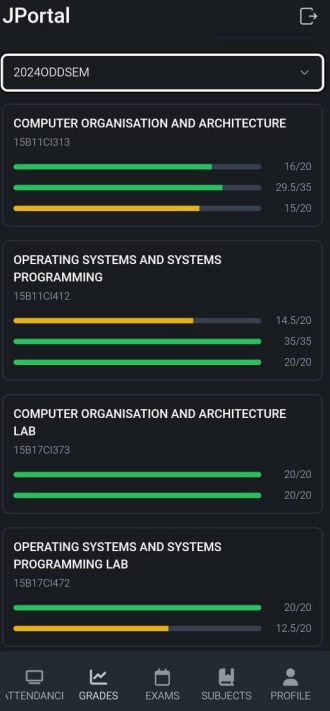 JPortal
2024ODDSEM
COMPUTER ORGANISATION AND ARCHITECTURE
15B11CI313
16/20
29.5/35
15/20
OPERATING SYSTEMS AND SYSTEMS
PROGRAMMING
15B11CI412
14.5/20
35/35
20/20
COMPUTER ORGANISATION AND ARCHITECTURE
LAB
15B17CI373
20/20
20/20
OPERATING SYSTEMS AND SYSTEMS
PROGRAMMING LAB
15B17CI472
20/20
12.5/20
ATTENDANCI GRADES EXAMS SUBJECTS PROFILE